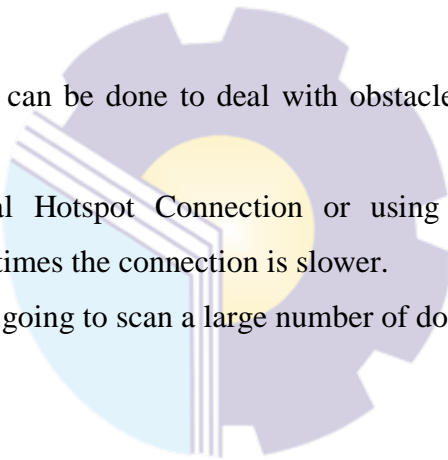 can be done to deal with obstacle
al Hotspot Connection or using
times the connection is slower.
going to scan a large number of do